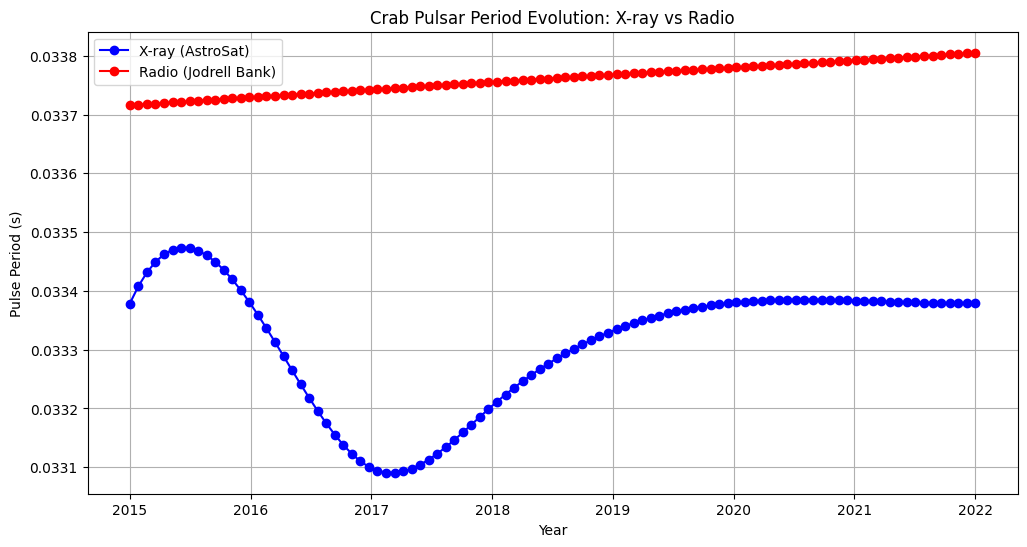 Crab Pulsar Period Evolution: X-ray vs Radio
X-ray (AstroSat)
Radio (Jodrell Bank)
Pulse Period (s)
0.0338
0.0337
0.0336
0.0335
0.0334
0.0333
0.0332
0.0331
2015 2016 2017 2018 2019 2020 2021 2022
Year